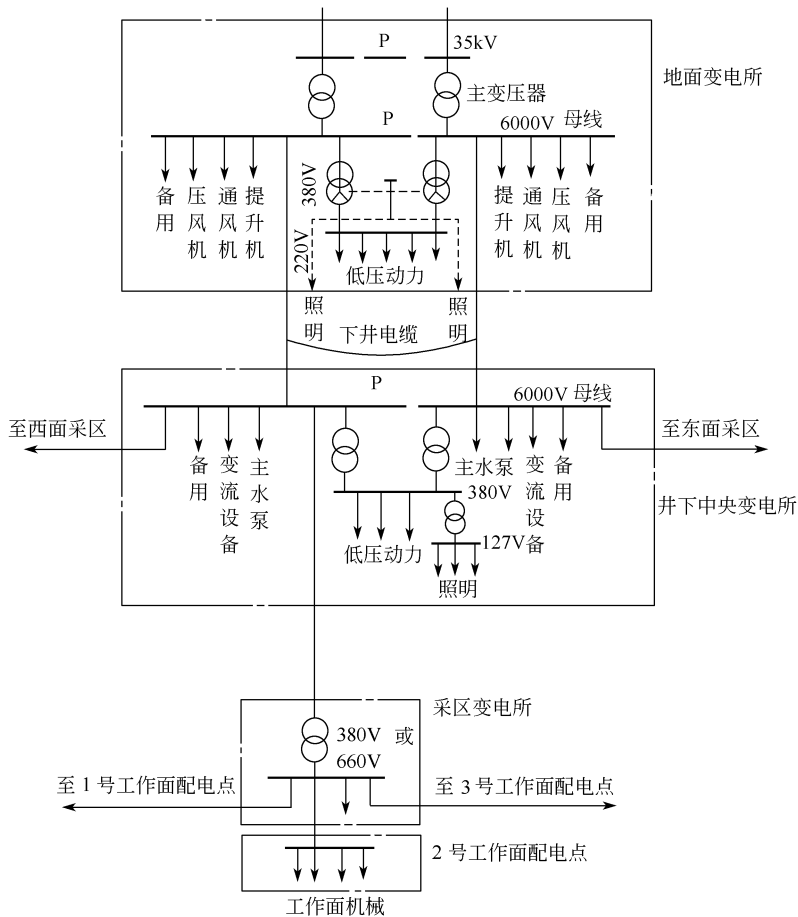 P
35kV
地面变电所
主变压器
P
6000V 母线
备用
压风机
通风机
提升机
380V
220V
低压动力
提升机
通风机
压风机
备用
照明
照明
下井电缆
P
6000V 母线
至西面采区
至东面采区
备用
变流设备
主水泵
主水泵
变流设备
备用
380V
井下中央变电所
低压动力
127V
照明
采区变电所
380V 或
660V
至 1 号工作面配电点
至 3 号工作面配电点
2 号工作面配电点
工作面机械